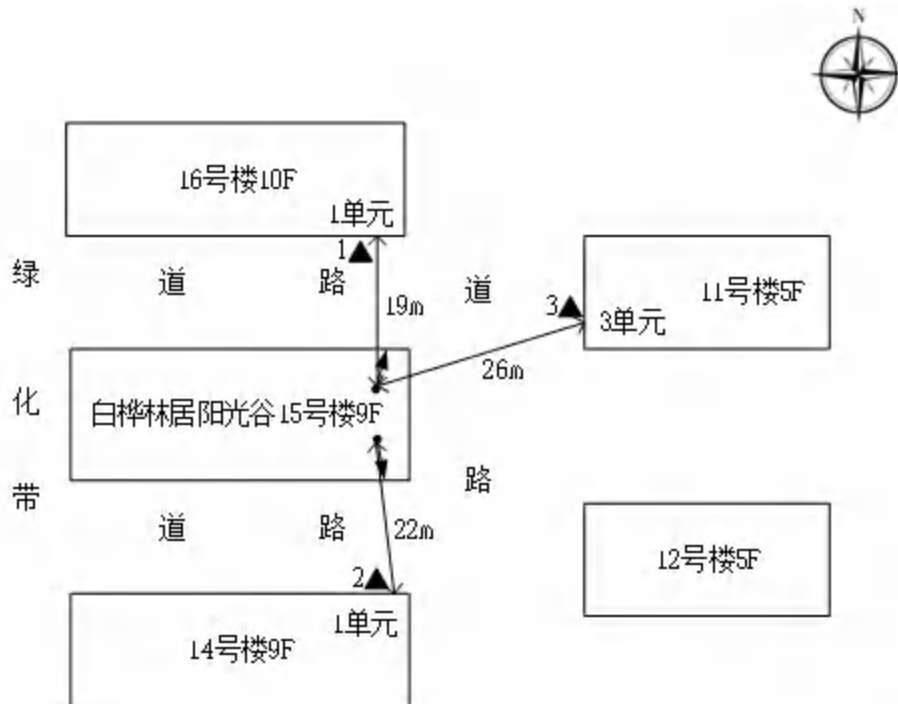 N
16号楼10F
1单元
1
绿 道 路 道
19m
3
11号楼5F
3单元
26m
化
白桦林居阳光谷15号楼9F
带
路
道 路
22m
12号楼5F
2
1单元
14号楼9F